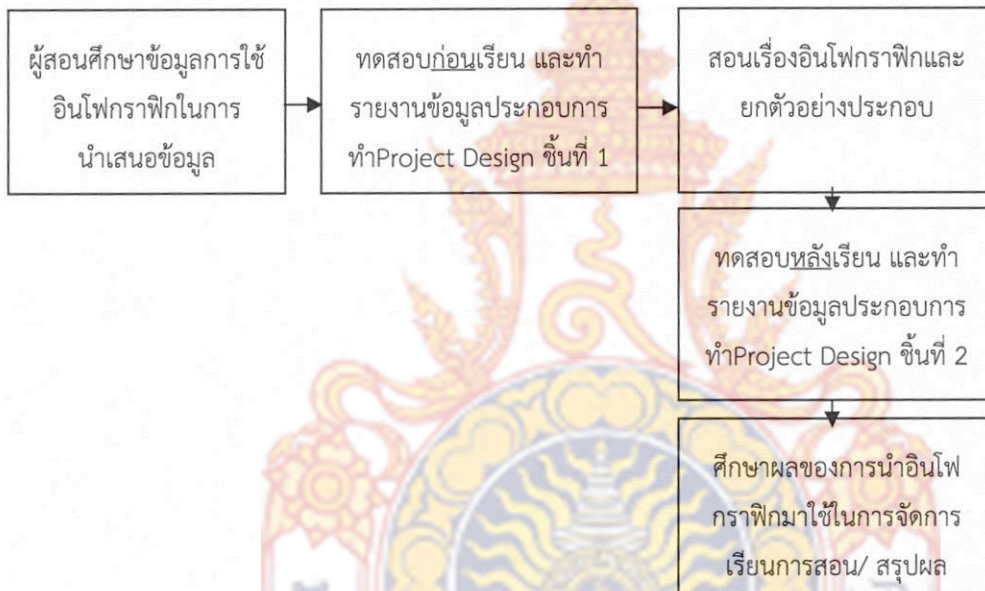 ผู้สอนศึกษาข้อมูลการใช้
อินโฟกราฟิกในการ
นำเสนอข้อมูล
ทดสอบก่อนเรียน และทำ
รายงานข้อมูลประกอบการ
ทำProject Design ชิ้นที่ 1
สอนเรื่องอินโฟกราฟิกและ
ยกตัวอย่างประกอบ
ทดสอบหลังเรียน และทำ
รายงานข้อมูลประกอบการ
ทำProject Design ชิ้นที่ 2
ศึกษาผลของการนำอินโฟ
กราฟิกมาใช้ในการจัดการ
เรียนการสอน/ สรุปผล